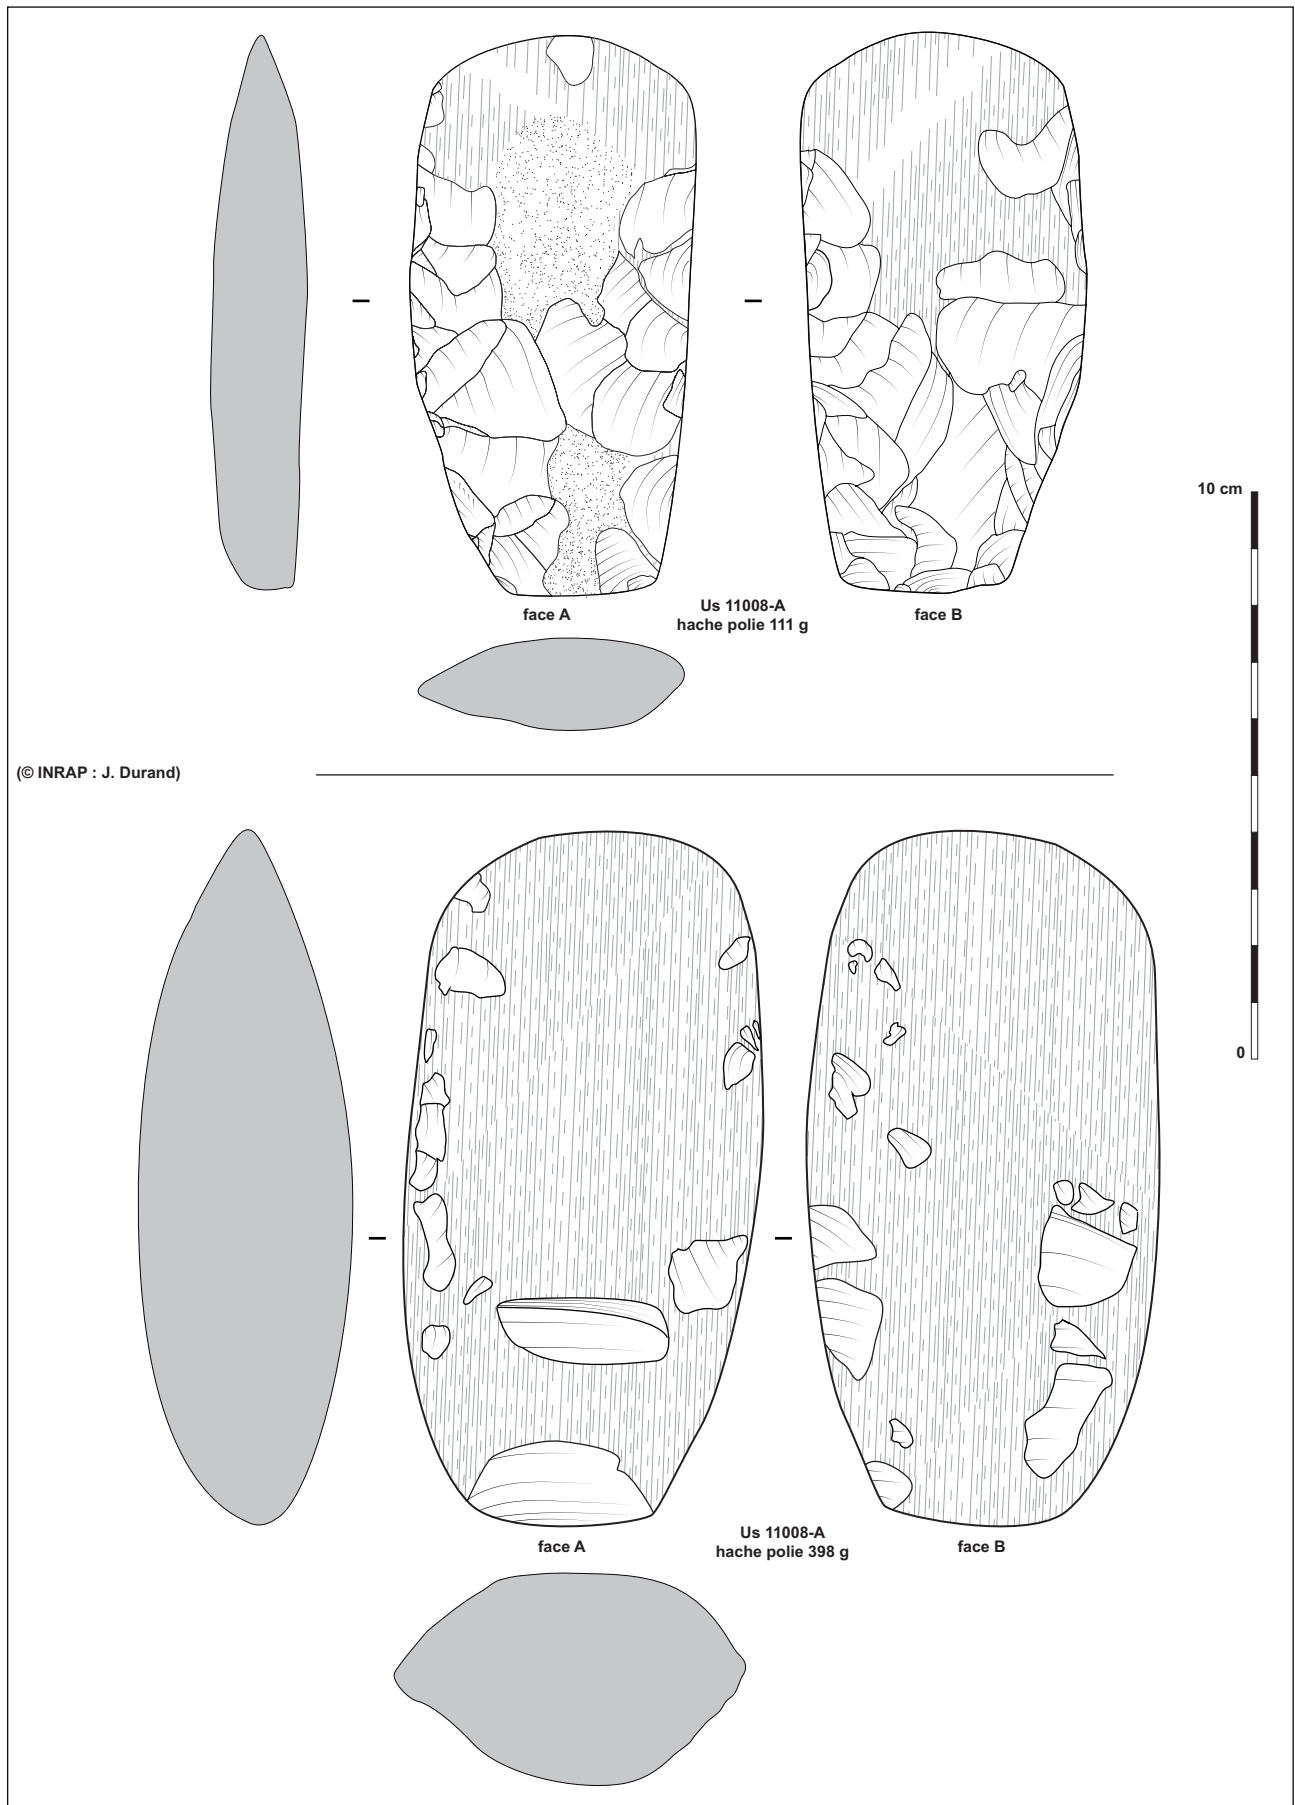 10 cm
face A
Us 11008-A
hache polie 111 g
face B
(© INRAP : J. Durand)
0
face A
Us 11008-A
hache polie 398 g
face B